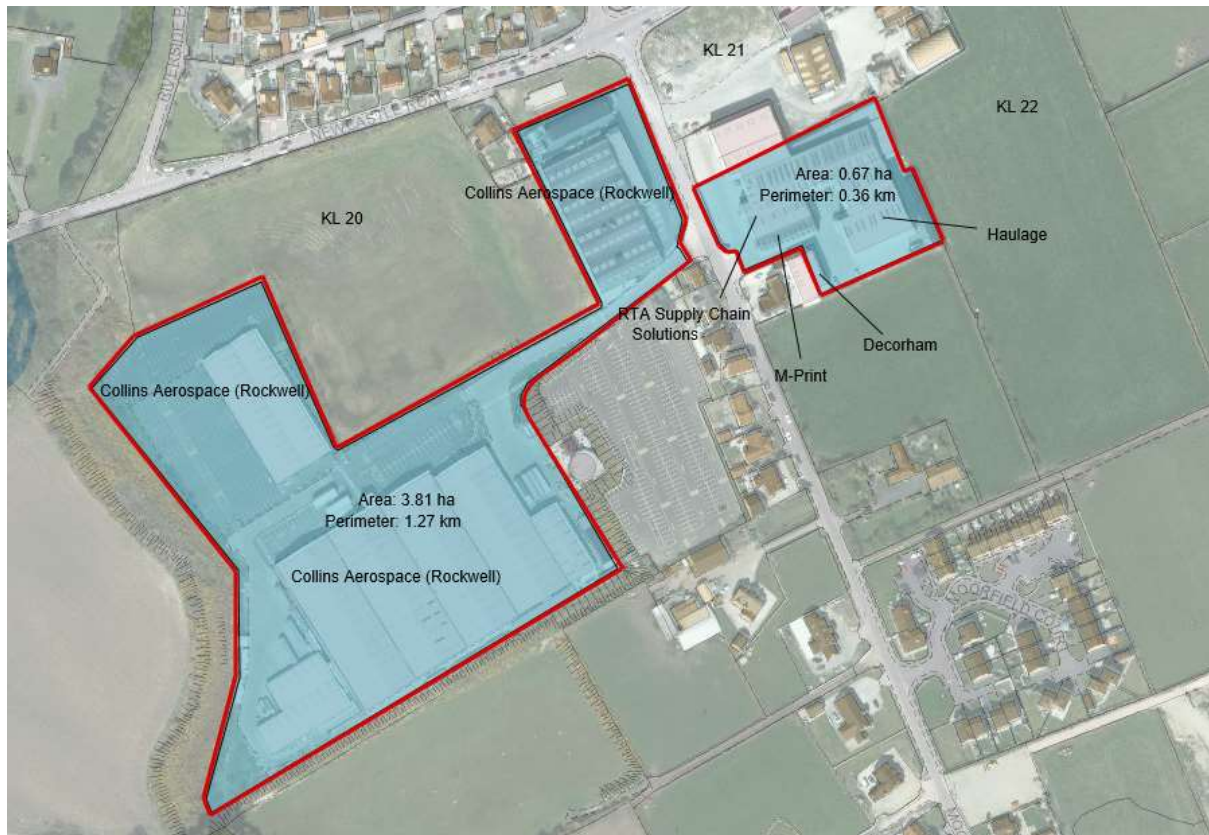 KL 21
KL 22
NEWCASTLE ROAD
Collins Aerospace (Rockwell)
Area: 0.67 ha
Perimeter: 0.36 km
KL 20
Haulage
RTA Supply Chain
Solutions
Decorham
M-Print
Collins Aerospace (Rockwell)
Area: 3.81 ha
Perimeter: 1.27 km
Collins Aerospace (Rockwell)